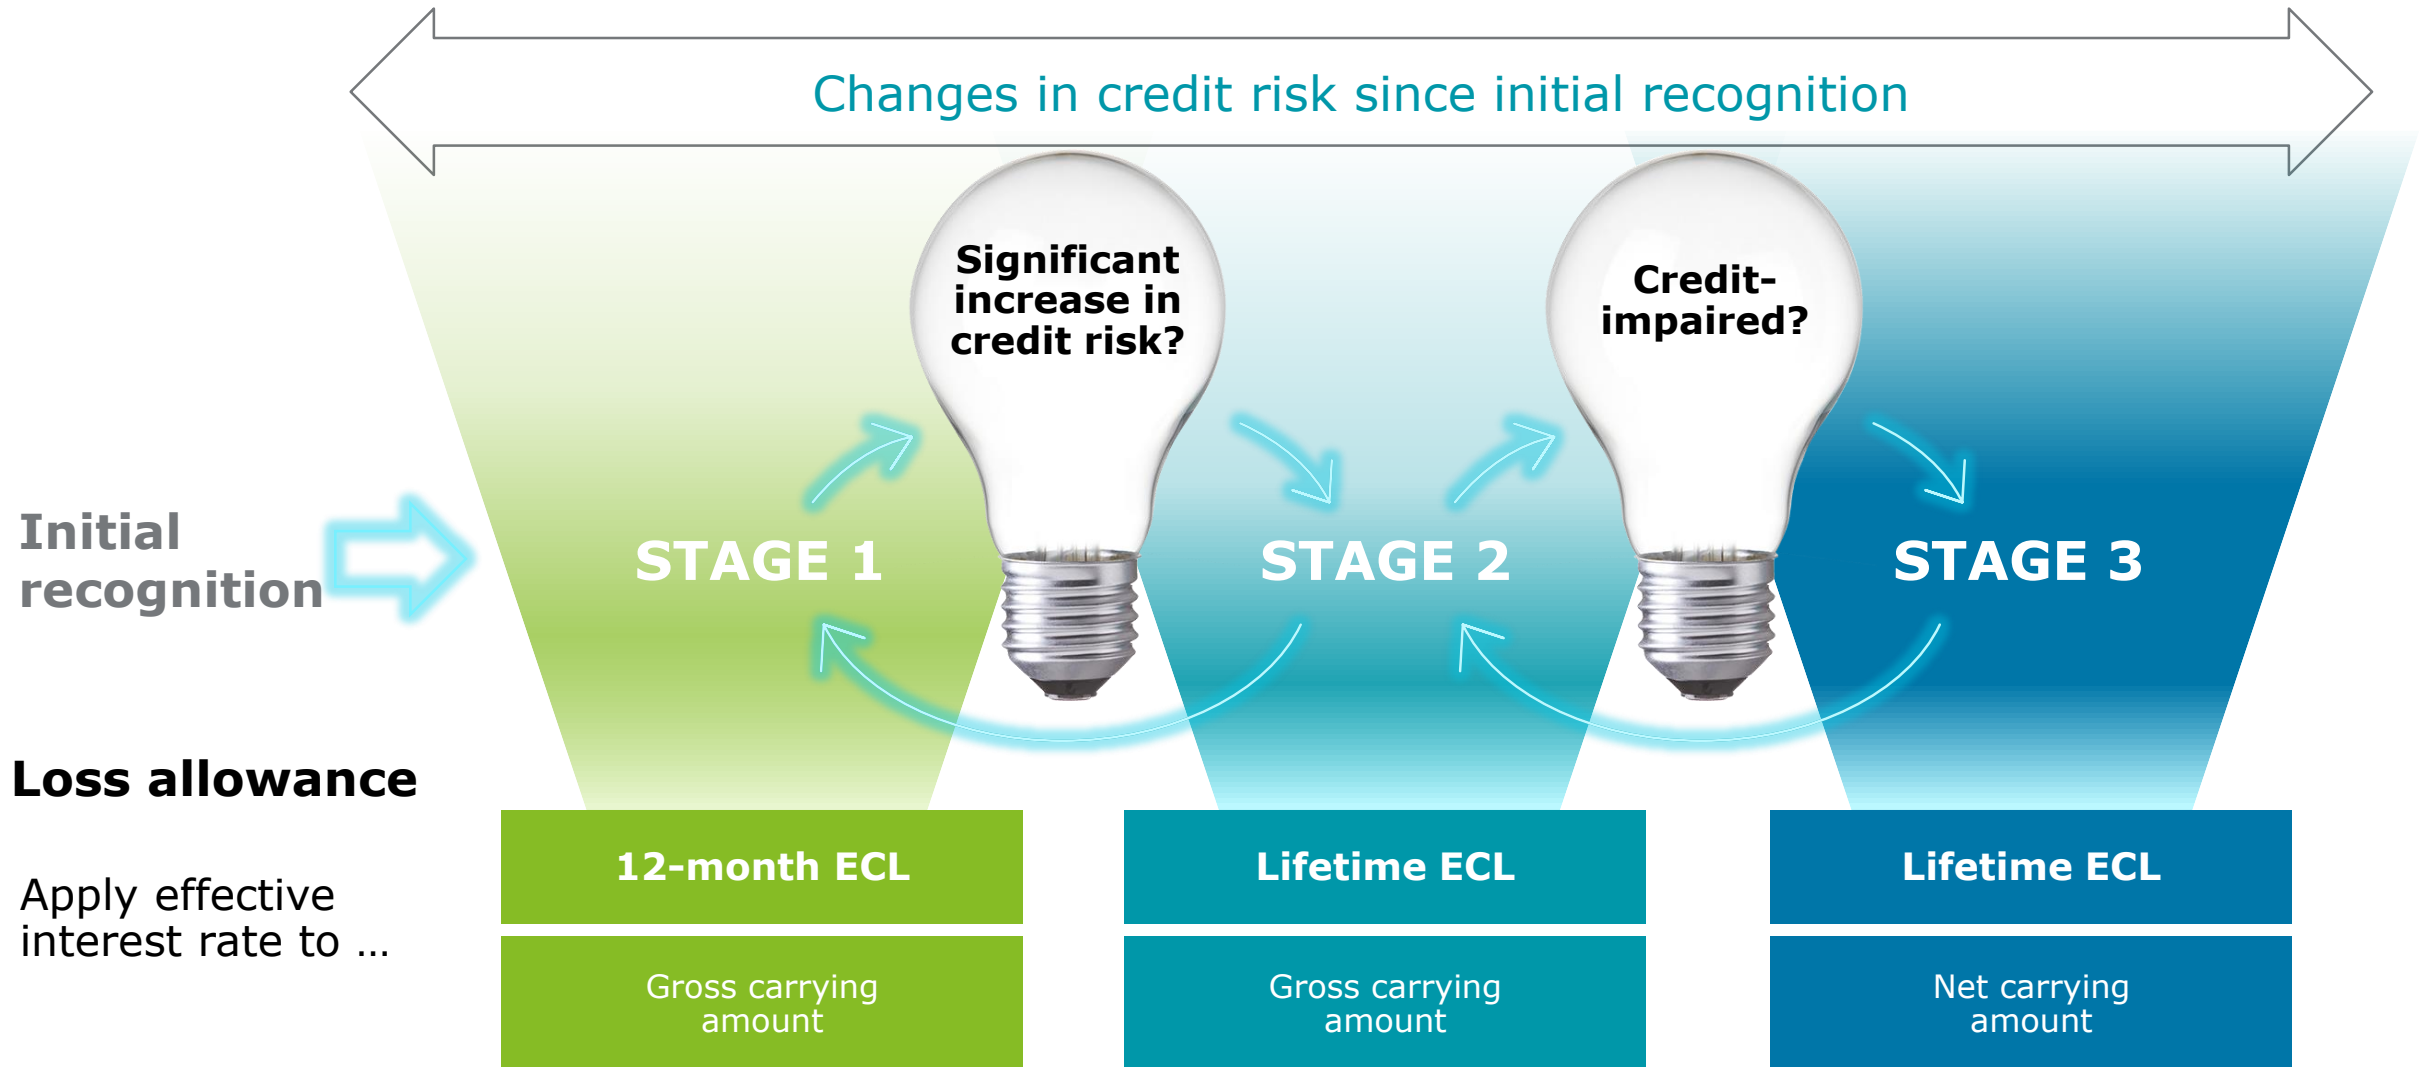 Changes in credit risk since initial recognition
Significant
increase in
credit risk?
Credit-
impaired?
Initial
recognition
STAGE 1
STAGE 2
STAGE 3
Loss allowance
12-month ECL
Lifetime ECL
Lifetime ECL
Apply effective
interest rate to ...
Gross carrying
amount
Gross carrying
amount
Net carrying
amount